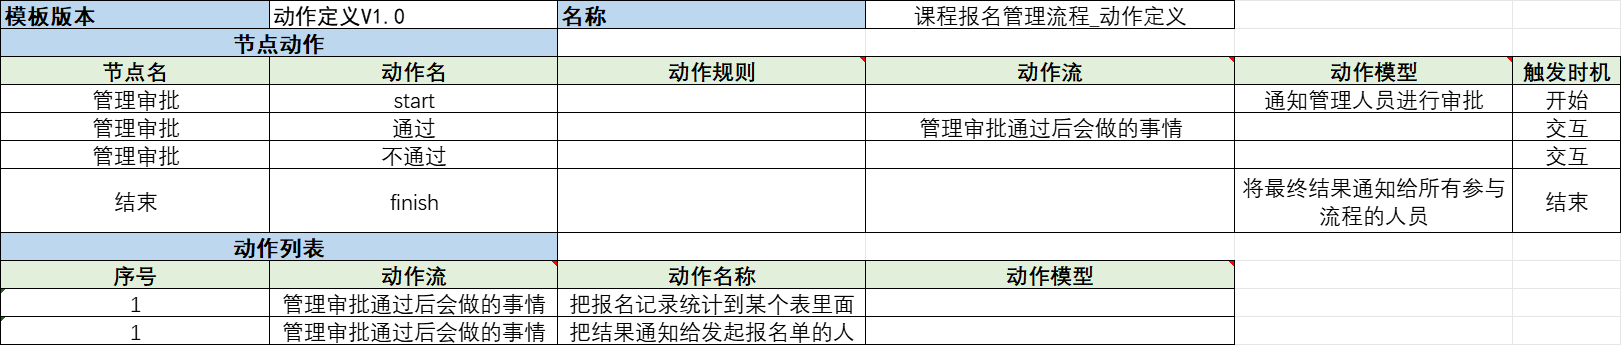 模板版本 动作定义V1.0 名称 课程报名管理流程_动作定义
节点动作
节点名 动作名 动作规则 动作流 动作模型 触发时机
管理审批 start 通知管理人员进行审批 开始
管理审批 通过 管理审批通过后会做的事情 交互
管理审批 不通过 交互
结束 finish 将最终结果通知给所有参与 结束
流程的人员
动作列表
序号 动作流 动作名称 动作模型
1 管理审批通过后会做的事情 把报名记录统计到某个表里面
1 管理审批通过后会做的事情 把结果通知给发起报名单的人